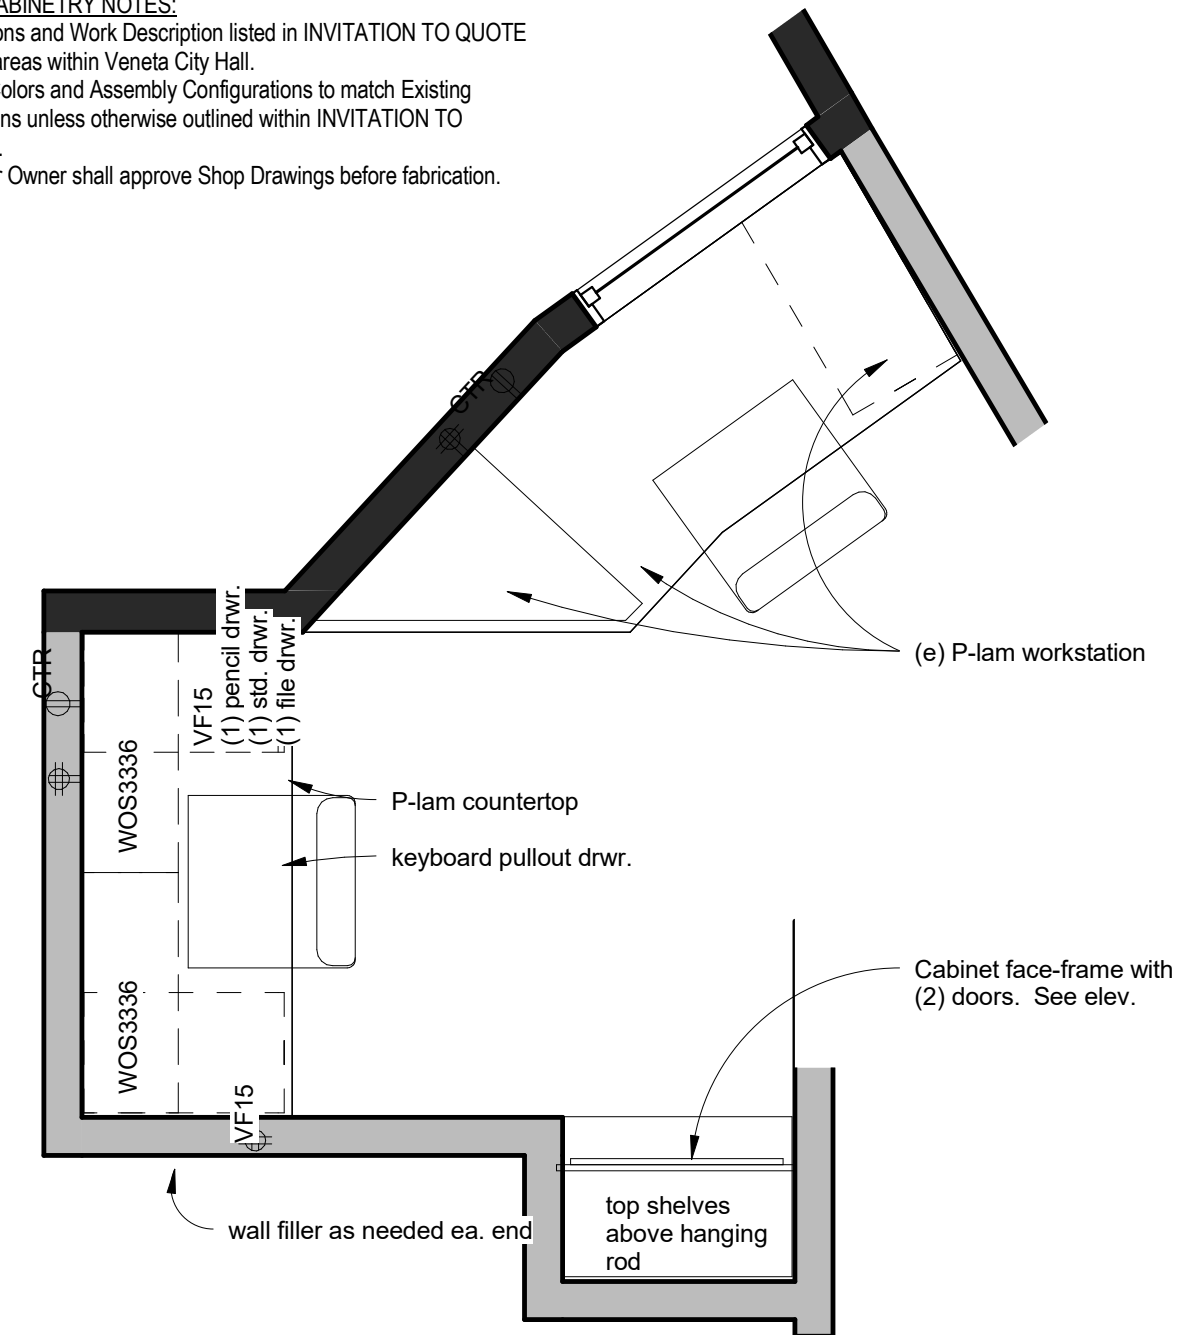 CABINETRY NOTES:
ons and Work Description listed in INVITATION TO QUOTE
areas within Veneta City Hall.
olors and Assembly Configurations to match Existing
ns unless otherwise outlined within INVITATION TO
.
r Owner shall approve Shop Drawings before fabrication.
CTR
(e) P-lam workstation
CTR
VF15
(1) pencil drwr.
(1) std. drwr.
(1) file drwr.
WOS3336
P-lam countertop
keyboard pullout drwr.
WOS3336
VF15
Cabinet face-frame with
(2) doors.  See elev.
top shelves
above hanging
rod
wall filler as needed ea. end